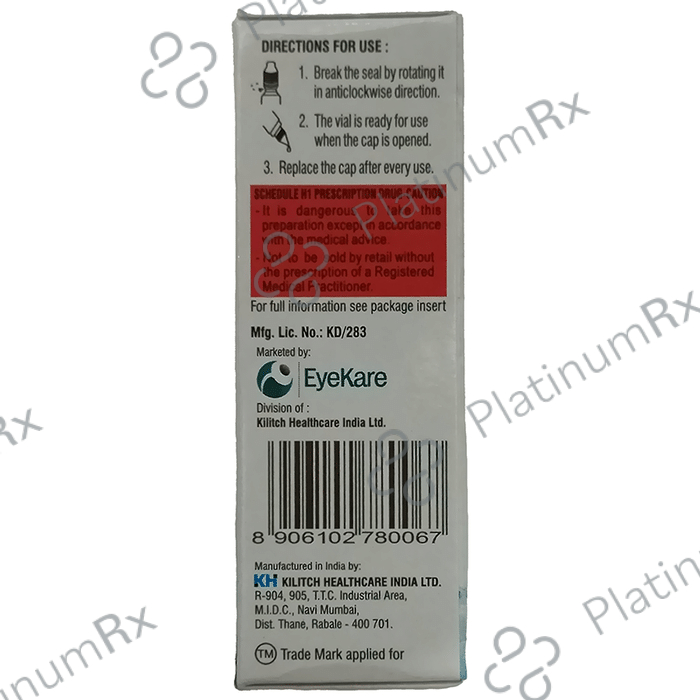 DIRECTIONS FOR USE :
1. Break the seal by rotating it
in anticlockwise direction.
2. The vial is ready for use
when the cap is opened.
3. Replace the cap after every use.
SCHEDULE H1 PRESCRIPTION DRUG CAUTION
- It is dangerous to take this
preparation except in accordance
with the medical advice.
- Not to be sold by retail without
the prescription of a Registered
Medical Practitioner.
For full information see package insert
Mfg. Lic. No.: KD/283
Marketed by:
EyeKare
Division of :
Kilitch Healthcare India Ltd.
8 906102 780067
Manufactured in India by:
KH KILITCH HEALTHCARE INDIA LTD.
R-904, 905, T.T.C. Industrial Area,
M.I.D.C., Navi Mumbai,
Dist. Thane, Rabale - 400 701.
TM Trade Mark applied for
PlatinumRx
PlatinumRx
PlatinumRx
PlatinumRx
PlatinumRx
Rx